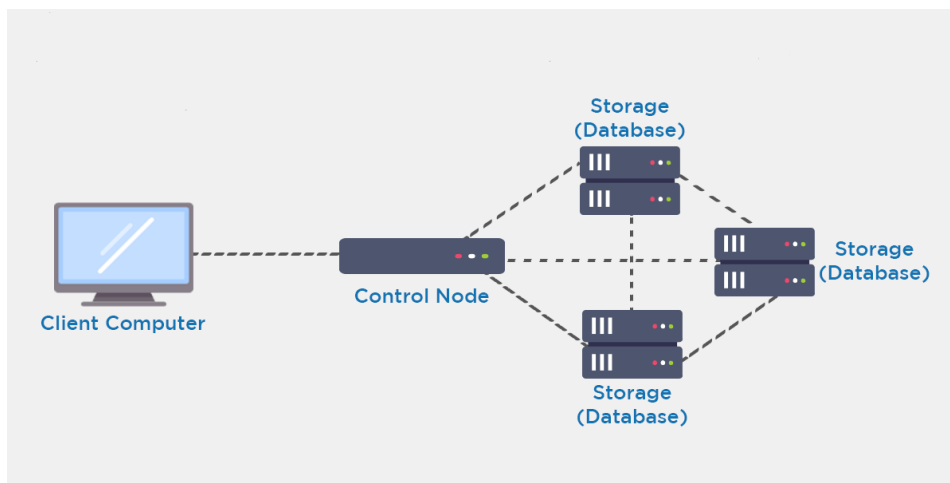 Storage
(Database)
Storage
(Database)
Control Node
Client Computer
Storage
(Database)